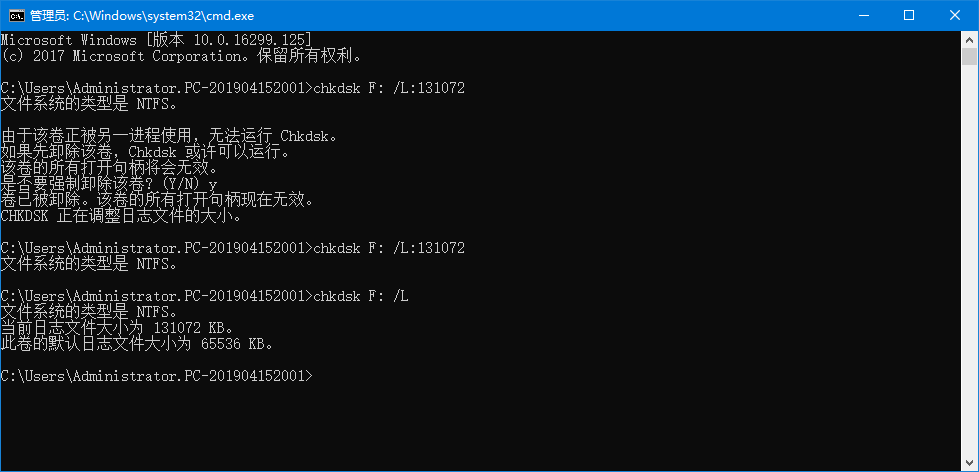 管理员: C:\Windows\system32\cmd.exe
Microsoft Windows [版本 10.0.16299.125]
(c) 2017 Microsoft Corporation。保留所有权利。
C:\Users\Administrator.PC-201904152001>chkdsk F: /L:131072
文件系统的类型是 NTFS。
由于该卷正被另一进程使用，无法运行 Chkdsk。
如果先卸除该卷，Chkdsk 或许可以运行。
该卷的所有打开句柄将会无效。
是否要强制卸除该卷? (Y/N) y
卷已被卸除。该卷的所有打开句柄现在无效。
CHKDSK 正在调整日志文件的大小。
C:\Users\Administrator.PC-201904152001>chkdsk F: /L:131072
文件系统的类型是 NTFS。
C:\Users\Administrator.PC-201904152001>chkdsk F: /L
文件系统的类型是 NTFS。
当前日志文件大小为 131072 KB。
此卷的默认日志文件大小为 65536 KB。
C:\Users\Administrator.PC-201904152001>